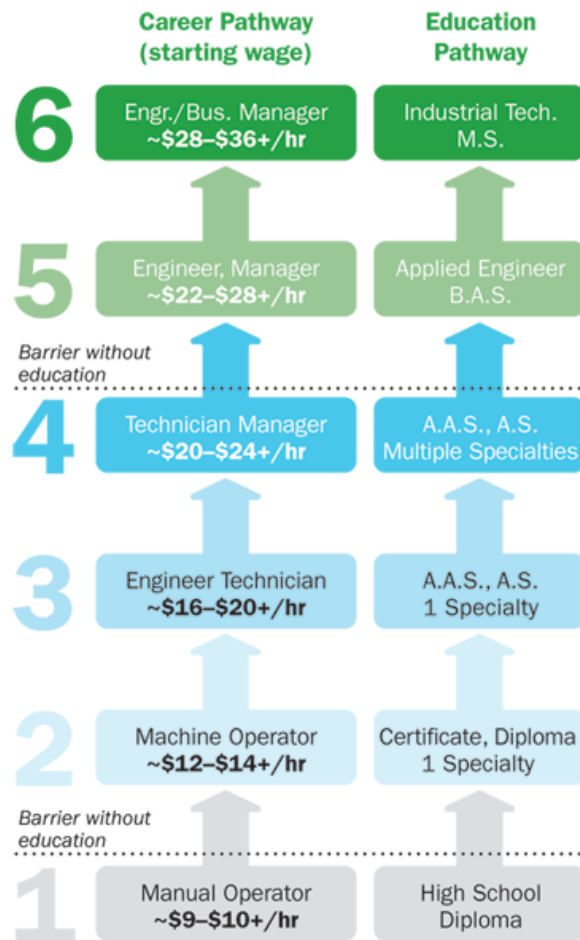 Career Pathway
(starting wage)
Education
Pathway
6
Engr./Bus. Manager
~$28–$36+/hr
Industrial Tech.
M.S.
5
Engineer, Manager
~$22–$28+/hr
Applied Engineer
B.A.S.
Barrier without
education
4
Technician Manager
~$20–$24+/hr
A.A.S., A.S.
Multiple Specialties
3
Engineer Technician
~$16–$20+/hr
A.A.S., A.S.
1 Specialty
2
Machine Operator
~$12–$14+/hr
Certificate, Diploma
1 Specialty
Barrier without
education
1
Manual Operator
~$9–$10+/hr
High School
Diploma